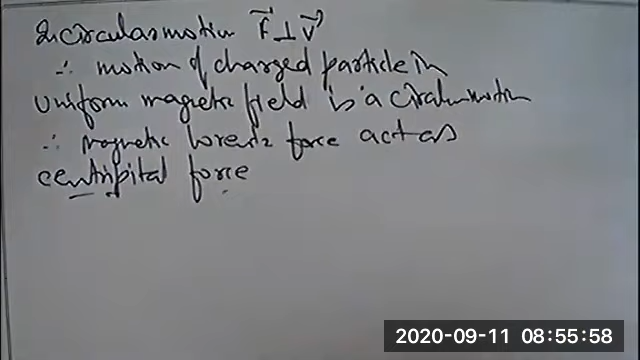 In circular motion F⃗ ⊥ V⃗
∴ motion of charged particle in
uniform magnetic field is a circular motion
∴ magnetic lorentz force act as
centripital force
2020-09-11 08:55:58